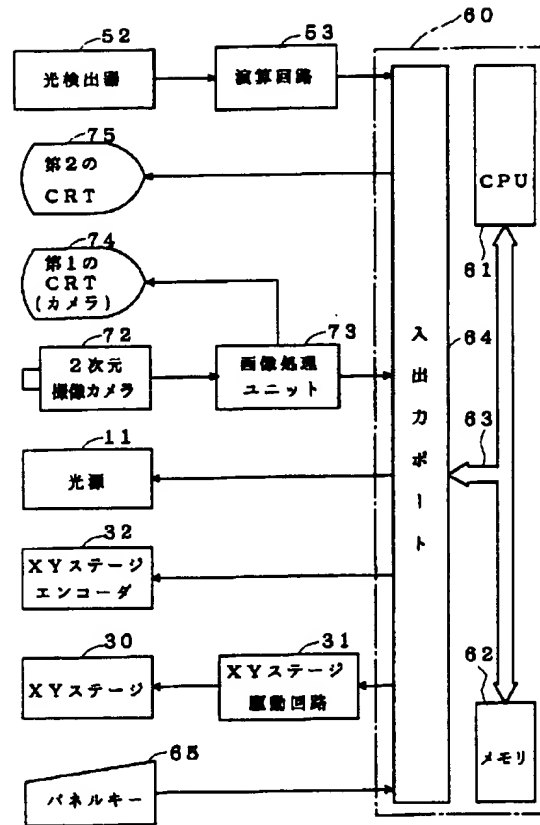 60
52
53
光検出器
演算回路
75
第2の
CRT
CPU
61
74
第1の
CRT
(カメラ)
72
73
64
2次元
撮像カメラ
画像処理
ユニット
入出力ポート
63
11
光源
32
XYステージ
エンコーダ
30
31
62
XYステージ
XYステージ
駆動回路
メモリ
65
パネルキー